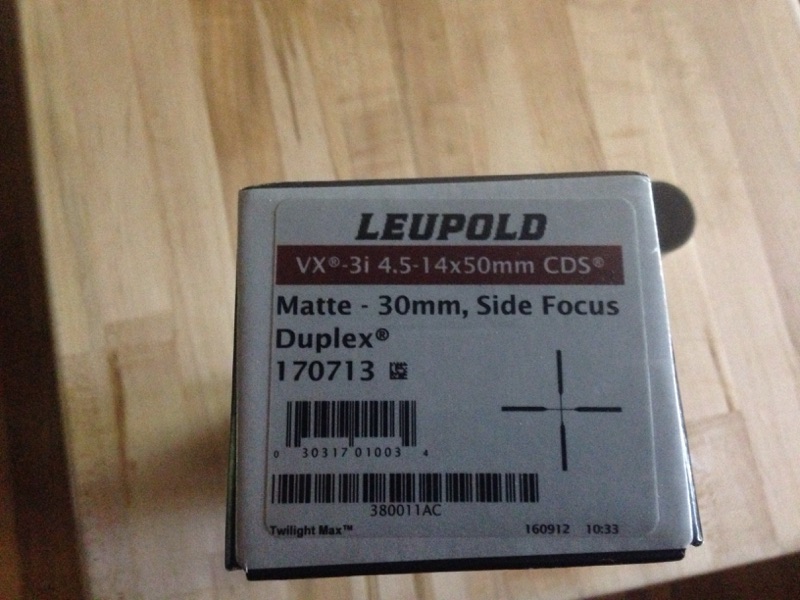 LEUPOLD
VX®-3i 4.5-14x50mm CDS®
Matte - 30mm, Side Focus
Duplex®
170713
0 30317 01003 4
380011AC
Twilight Max™ 160912 10:33